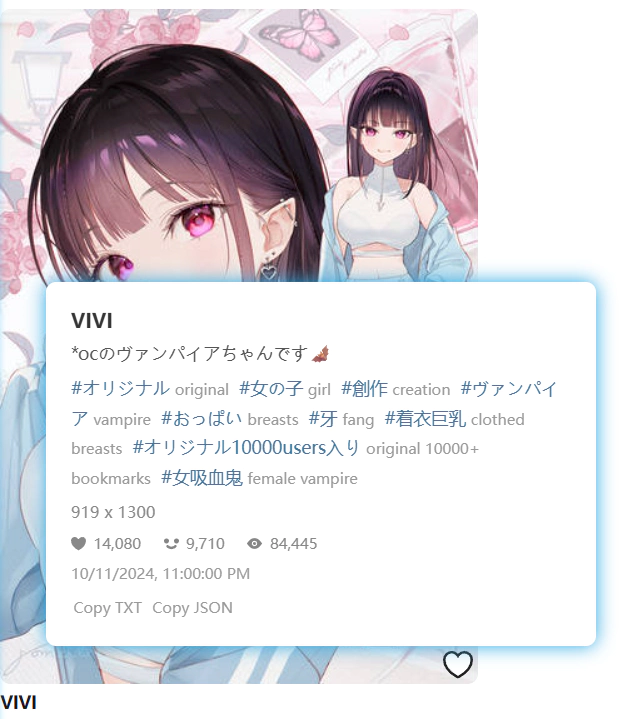 VIVI
*ocのヴァンパイアちゃんです🦇
#オリジナル original #女の子 girl #創作 creation #ヴァンパイ
ア vampire #おっぱい breasts #牙 fang #着衣巨乳 clothed
breasts #オリジナル10000users入り original 10000+
bookmarks #女吸血鬼 female vampire
919 x 1300
14,080 9,710 84,445
10/11/2024, 11:00:00 PM
Copy TXT Copy JSON
VIVI